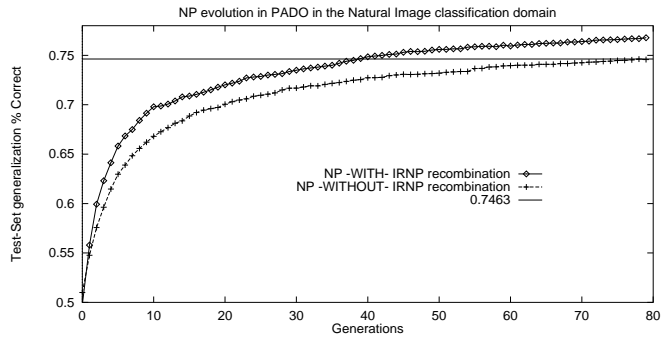 NP evolution in PADO in the Natural Image classification domain
Test-Set generalization % Correct
0.75
0.7
0.65
0.6
0.55
0.5
NP -WITH- IRNP recombination
NP -WITHOUT- IRNP recombination
0.7463
0 10 20 30 40 50 60 70 80
Generations